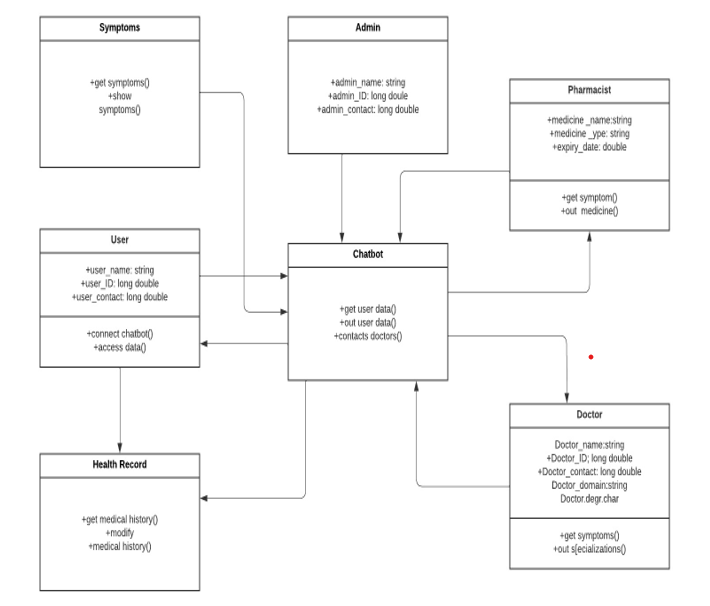 Symptoms
+get symptoms()
+show
symptoms()
Admin
+admin_name: string
+admin_ID: long doule
+admin_contact: long double
Pharmacist
+medicine _name:string
+medicine _ype: string
+expiry_date: double
+get symptom()
+out medicine()
User
+user_name: string
+user_ID: long double
+user_contact: long double
+connect chatbot()
+access data()
Chatbot
+get user data()
+out user data()
+contacts doctors()
Health Record
+get medical history()
+modify
+medical history()
Doctor
Doctor_name:string
+Doctor_ID; long double
+Doctor_contact: long double
Doctor_domain:string
Doctor.degr.char
+get symptoms()
+out s[ecializations()